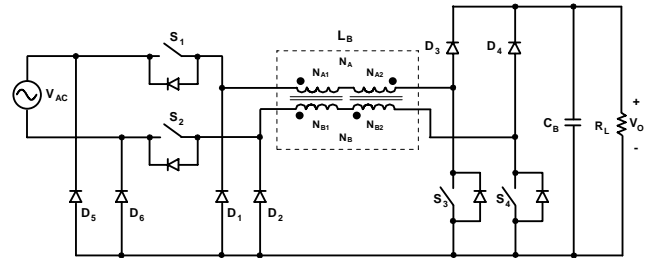 S1
LB
D3
D4
NA
NA1
NA2
VAC
S2
NB1
NB2
NB
CB
RL
+
VO
-
D5
D6
D1
D2
S3
S4